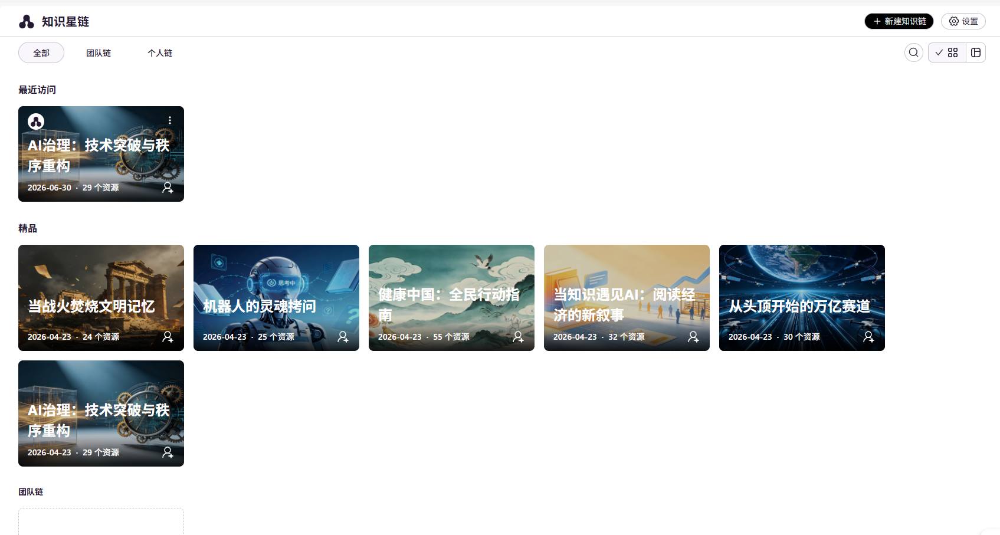 知识星链
新建知识链
设置
全部
团队链
个人链
最近访问
AI治理：技术突破与秩
序重构
2026-06-30 · 29 个资源
精品
当战火焚烧文明记忆
2026-04-23 · 24 个资源
思考中
机器人的灵魂拷问
2026-04-23 · 25 个资源
健康中国：全民行动指
南
2026-04-23 · 55 个资源
当知识遇见AI：阅读经
济的新叙事
2026-04-23 · 32 个资源
从头顶开始的万亿赛道
2026-04-23 · 30 个资源
AI治理：技术突破与秩
序重构
2026-04-23 · 29 个资源
团队链